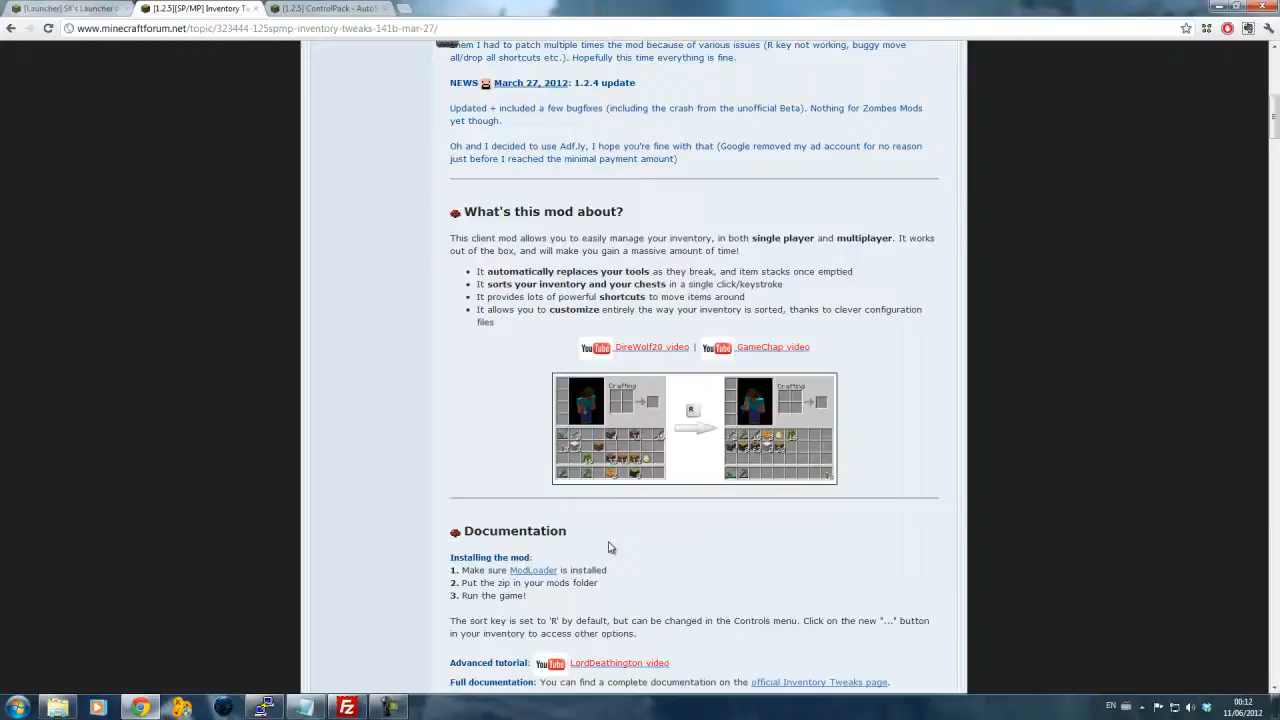 [Launcher] SK's Launcher
[1.2.5][SP/MP] Inventory Tw
[1.2.5] ControlPack - AutoS
www.minecraftforum.net/topic/323444-125spmp-inventory-tweaks-141b-mar-27/
them I had to patch multiple times the mod because of various issues (R key not working, buggy move
all/drop all shortcuts etc.). Hopefully this time everything is fine.
NEWS March 27, 2012: 1.2.4 update
Updated + included a few bugfixes (including the crash from the unofficial Beta). Nothing for Zombes Mods
yet though.
Oh and I decided to use Adf.ly, I hope you're fine with that (Google removed my ad account for no reason
just before I reached the minimal payment amount)
What's this mod about?
This client mod allows you to easily manage your inventory, in both single player and multiplayer. It works
out of the box, and will make you gain a massive amount of time!
• It automatically replaces your tools as they break, and item stacks once emptied
• It sorts your inventory and your chests in a single click/keystroke
• It provides lots of powerful shortcuts to move items around
• It allows you to customize entirely the way your inventory is sorted, thanks to clever configuration
files
You Tube DireWolf20 video | You Tube GameChap video
Crafting
R
Crafting
Documentation
Installing the mod:
1. Make sure ModLoader is installed
2. Put the zip in your mods folder
3. Run the game!
The sort key is set to 'R' by default, but can be changed in the Controls menu. Click on the new "..." button
in your inventory to access other options.
Advanced tutorial: You Tube LordDeathington video
Full documentation: You can find a complete documentation on the official Inventory Tweaks page.
EN
00:12
11/06/2012